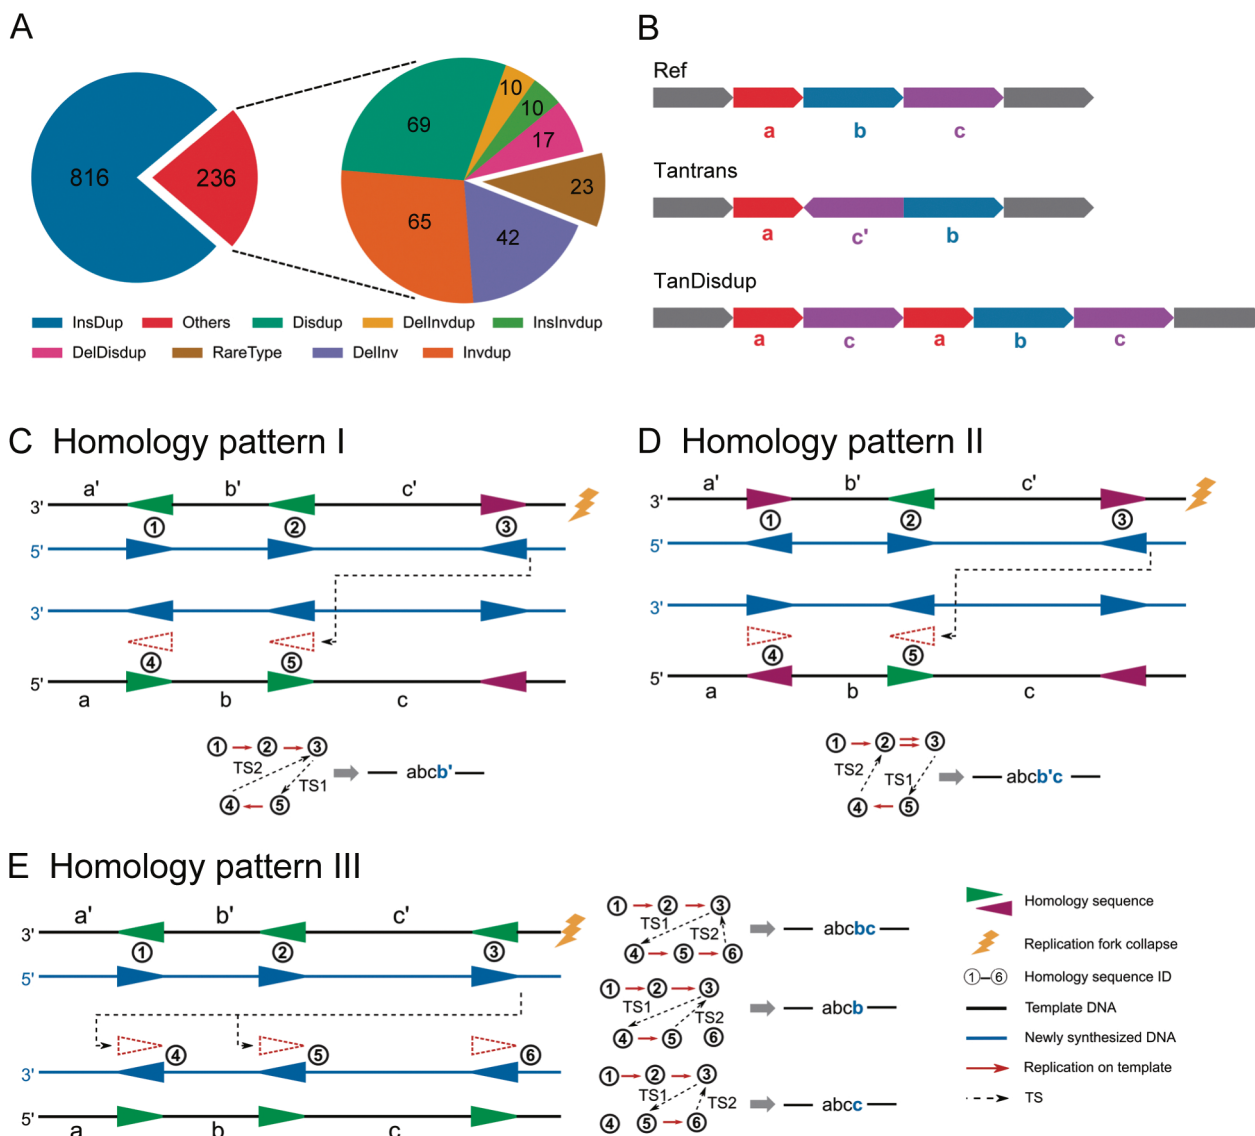 A
816
236
69
10
10
17
23
65
42
InsDup
Others
Disdup
DelInvdup
InsInvdup
DelDisdup
RareType
DelInv
Invdup
B
Ref
a
b
c
Tantrans
a
c'
b
TanDisdup
a
c
a
b
c
C Homology pattern I
a'
b'
c'
3'
① ② ③
5'
3'
④ ⑤
5'
a
b
c
① ② ③
TS2
TS1
④ ⑤
abcb'
D Homology pattern II
a'
b'
c'
3'
① ② ③
5'
3'
④ ⑤
5'
a
b
c
① ② ③
TS2
TS1
④ ⑤
abcb'c
E Homology pattern III
a'
b'
c'
3'
① ② ③
5'
④ ⑤ ⑥
3'
5'
a
b
c
① ② ③
TS1
TS2
④ ⑤ ⑥
abcbc
① ② ③
TS1
TS2
④ ⑤ ⑥
abcb
① ② ③
TS1
TS2
④ ⑤ ⑥
abcc
Homology sequence
Replication fork collapse
①–⑥ Homology sequence ID
Template DNA
Newly synthesized DNA
Replication on template
TS